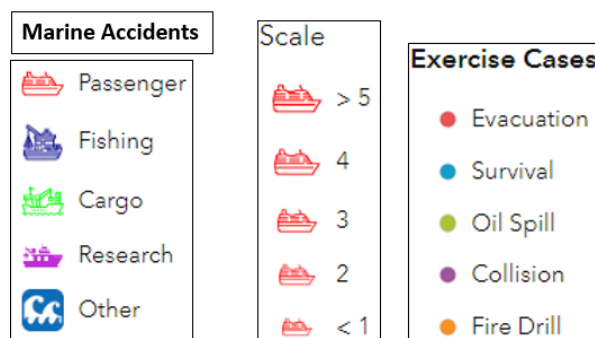 Marine Accidents
Passenger
Fishing
Cargo
Research
Other
Scale
> 5
4
3
2
< 1
Exercise Cases
Evacuation
Survival
Oil Spill
Collision
Fire Drill